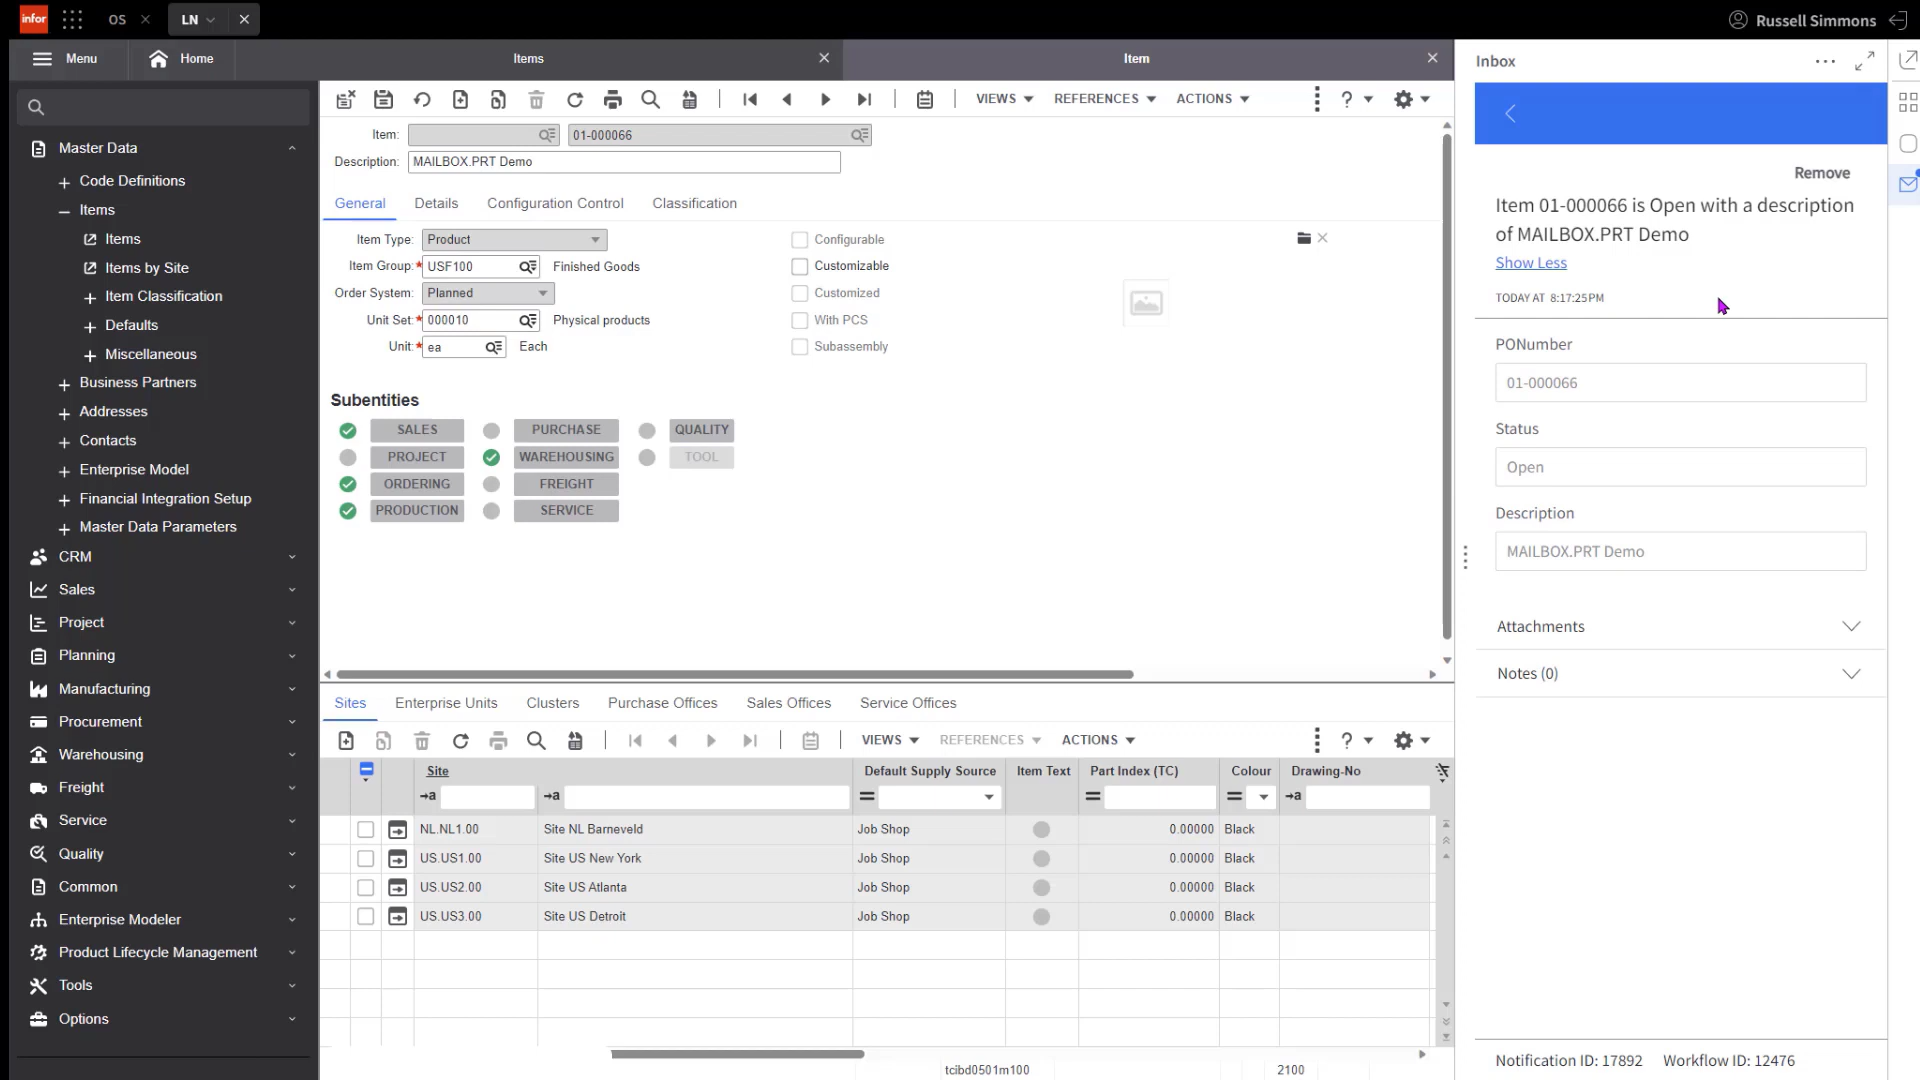 infor OS LN Russell Simmons
Menu Home Items Item Inbox
VIEWS REFERENCES ACTIONS ?
Item: 01-000066
Description: MAILBOX.PRT Demo
General Details Configuration Control Classification
Item Type: Product Configurable
Item Group:* USF100 Finished Goods Customizable
Order System: Planned Customized
Unit Set:* 000010 Physical products With PCS
Unit:* ea Each Subassembly
Subentities
SALES PURCHASE QUALITY
PROJECT WAREHOUSING TOOL
ORDERING FREIGHT
PRODUCTION SERVICE
Master Data
Code Definitions
Items
Items
Items by Site
Item Classification
Defaults
Miscellaneous
Business Partners
Addresses
Contacts
Enterprise Model
Financial Integration Setup
Master Data Parameters
CRM
Sales
Project
Planning
Manufacturing
Procurement
Warehousing
Freight
Service
Quality
Common
Enterprise Modeler
Product Lifecycle Management
Tools
Options
Sites Enterprise Units Clusters Purchase Offices Sales Offices Service Offices
VIEWS REFERENCES ACTIONS ?
Site Default Supply Source Item Text Part Index (TC) Colour Drawing-No
→a →a = = = →a
NL.NL1.00 Site NL Barneveld Job Shop 0.00000 Black
US.US1.00 Site US New York Job Shop 0.00000 Black
US.US2.00 Site US Atlanta Job Shop 0.00000 Black
US.US3.00 Site US Detroit Job Shop 0.00000 Black
tcibd0501m100 2100
Remove
Item 01-000066 is Open with a description
of MAILBOX.PRT Demo
Show Less
TODAY AT 8:17:25PM
PONumber
01-000066
Status
Open
Description
MAILBOX.PRT Demo
Attachments
Notes (0)
Notification ID: 17892 Workflow ID: 12476